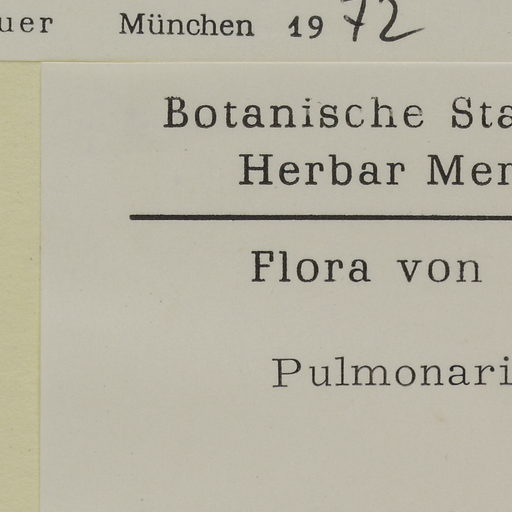 uer München 1972
Botanische Sta
Herbar Mer
Flora von
Pulmonari